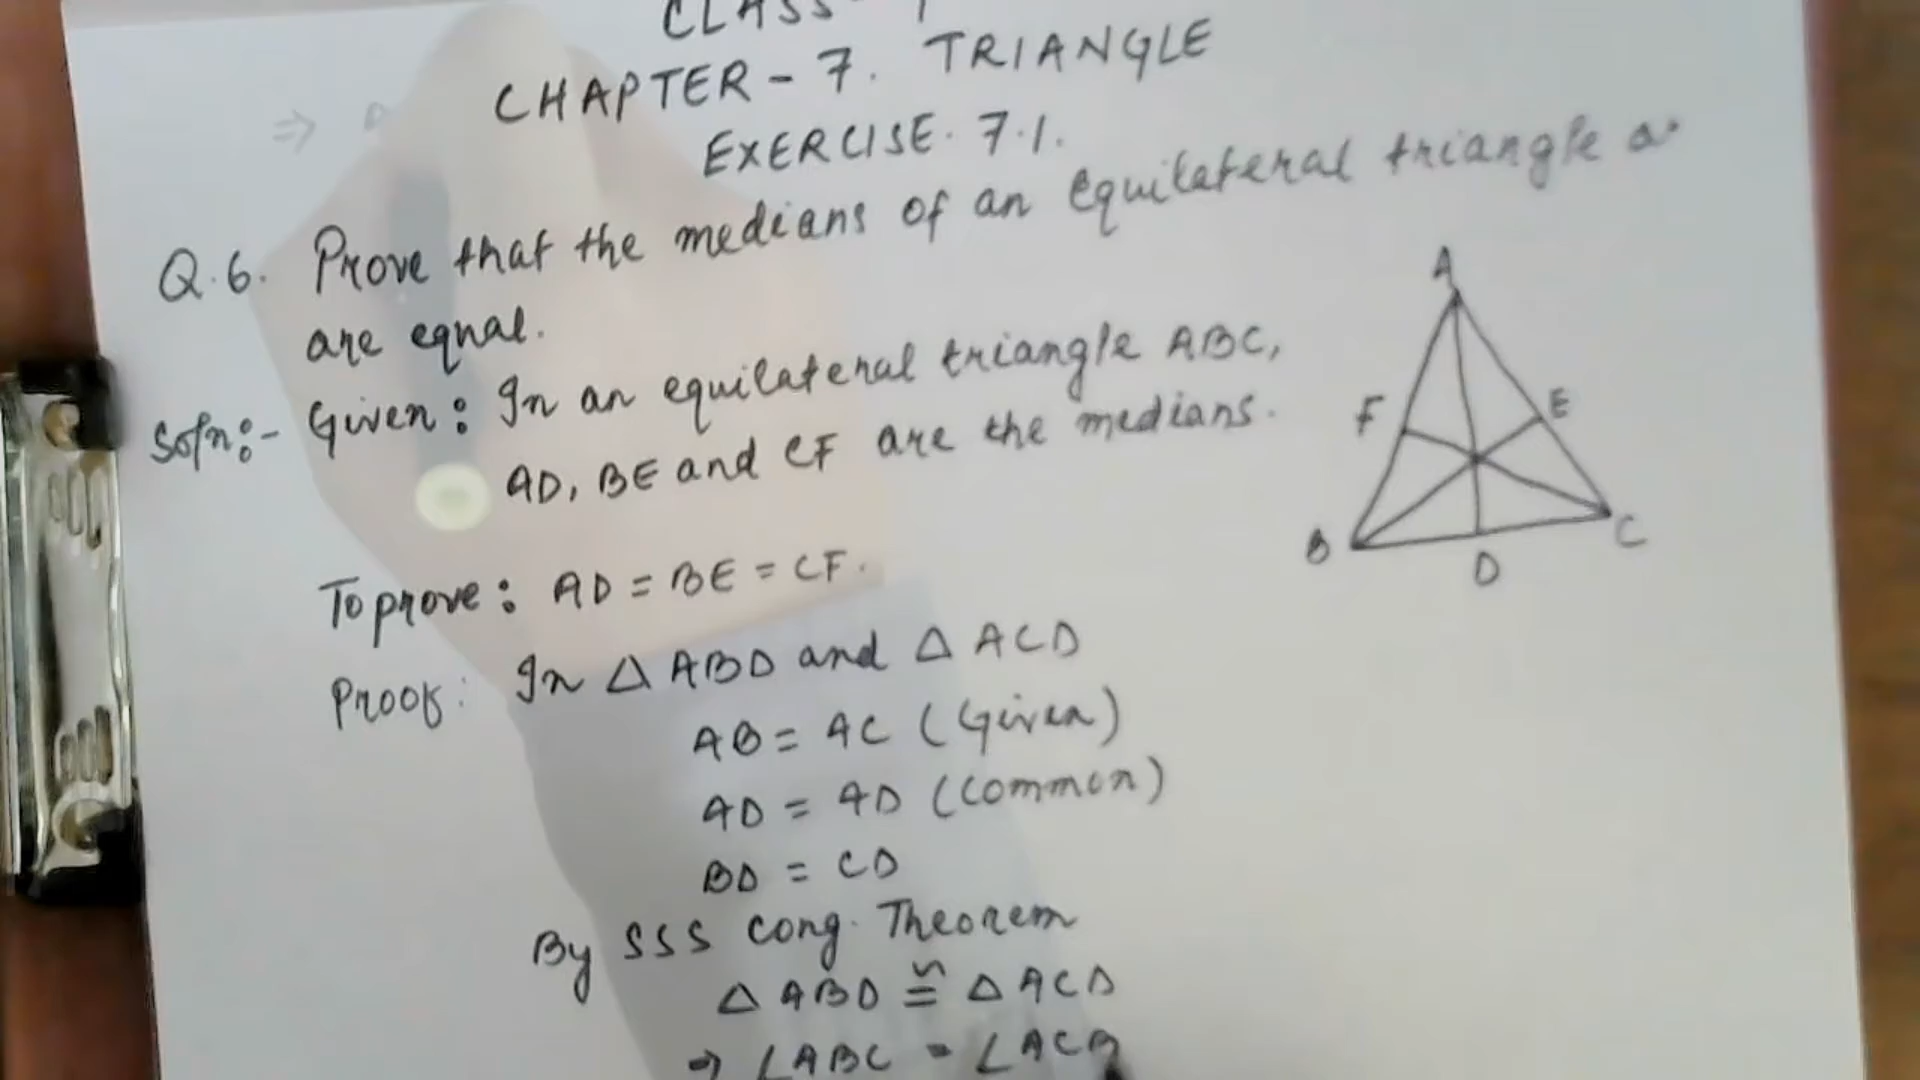 CLASS
CHAPTER - 7. TRIANGLE
EXERCISE. 7.1.
Q.6. Prove that the medians of an equilateral triangle
are equal.
Soln:- Given: In an equilateral triangle ABC,
AD, BE and CF are the medians.
A
F
E
B
D
C
To prove: AD = BE = CF.
Proof: In △ ABD and △ ACD
AB = AC (Given)
AD = AD (Common)
BD = CD
By SSS Cong. Theorem
△ ABD ≅ △ ACD
⇒ ∠ABC = ∠ACB